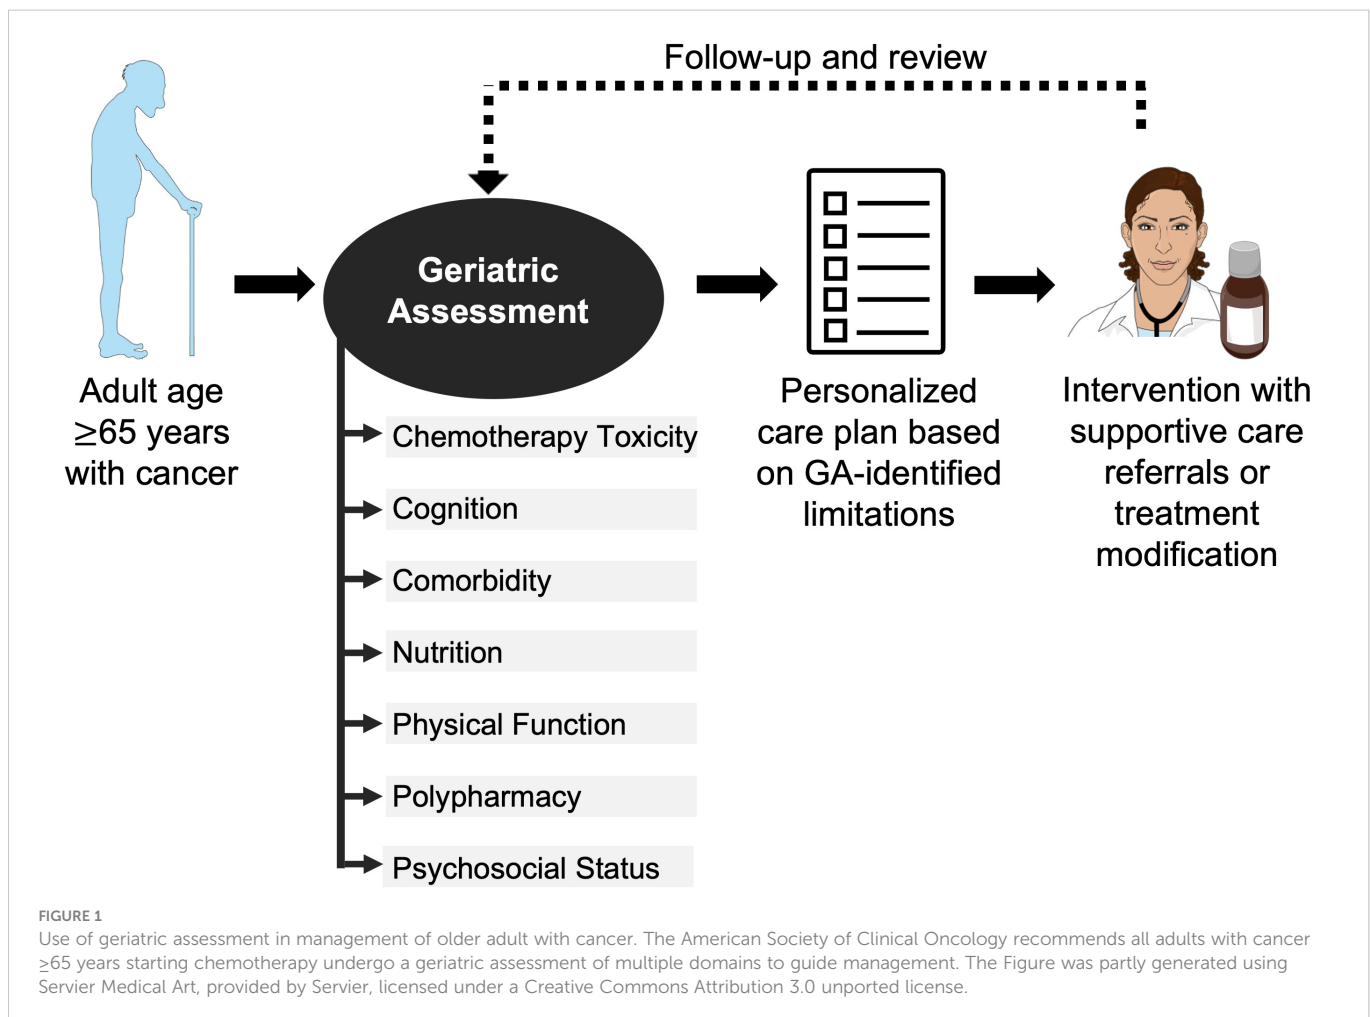 Follow-up and review
Geriatric
Assessment
Adult age
≥65 years
with cancer
Chemotherapy Toxicity
Cognition
Comorbidity
Nutrition
Physical Function
Polypharmacy
Psychosocial Status
Personalized
care plan based
on GA-identified
limitations
Intervention with
supportive care
referrals or
treatment
modification
FIGURE 1
Use of geriatric assessment in management of older adult with cancer. The American Society of Clinical Oncology recommends all adults with cancer
≥65 years starting chemotherapy undergo a geriatric assessment of multiple domains to guide management. The Figure was partly generated using
Servier Medical Art, provided by Servier, licensed under a Creative Commons Attribution 3.0 unported license.